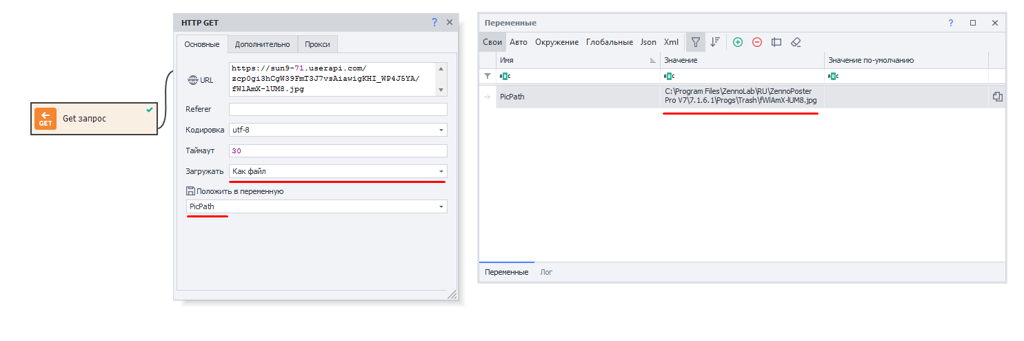 GET
Get запрос
HTTP GET
?
Основные
Дополнительно
Прокси
URL
https://sun9-71.userapi.com/
zcp0gi3hCgW39FmI3J7vsAiawigKHI_WP4J5YA/
fWlAmX-lUM8.jpg
Referer
Кодировка
utf-8
Таймаут
30
Загружать
Как файл
Положить в переменную
PicPath
Переменные
?
Свои
Авто
Окружение
Глобальные
Json
Xml
Имя
Значение
Значение по-умолчанию
PicPath
C:\Program Files\ZennoLab\RU\ZennoPoster
Pro V7\7.1.6.1\Progs\Trash\fWlAmX-lUM8.jpg
Переменные
Лог